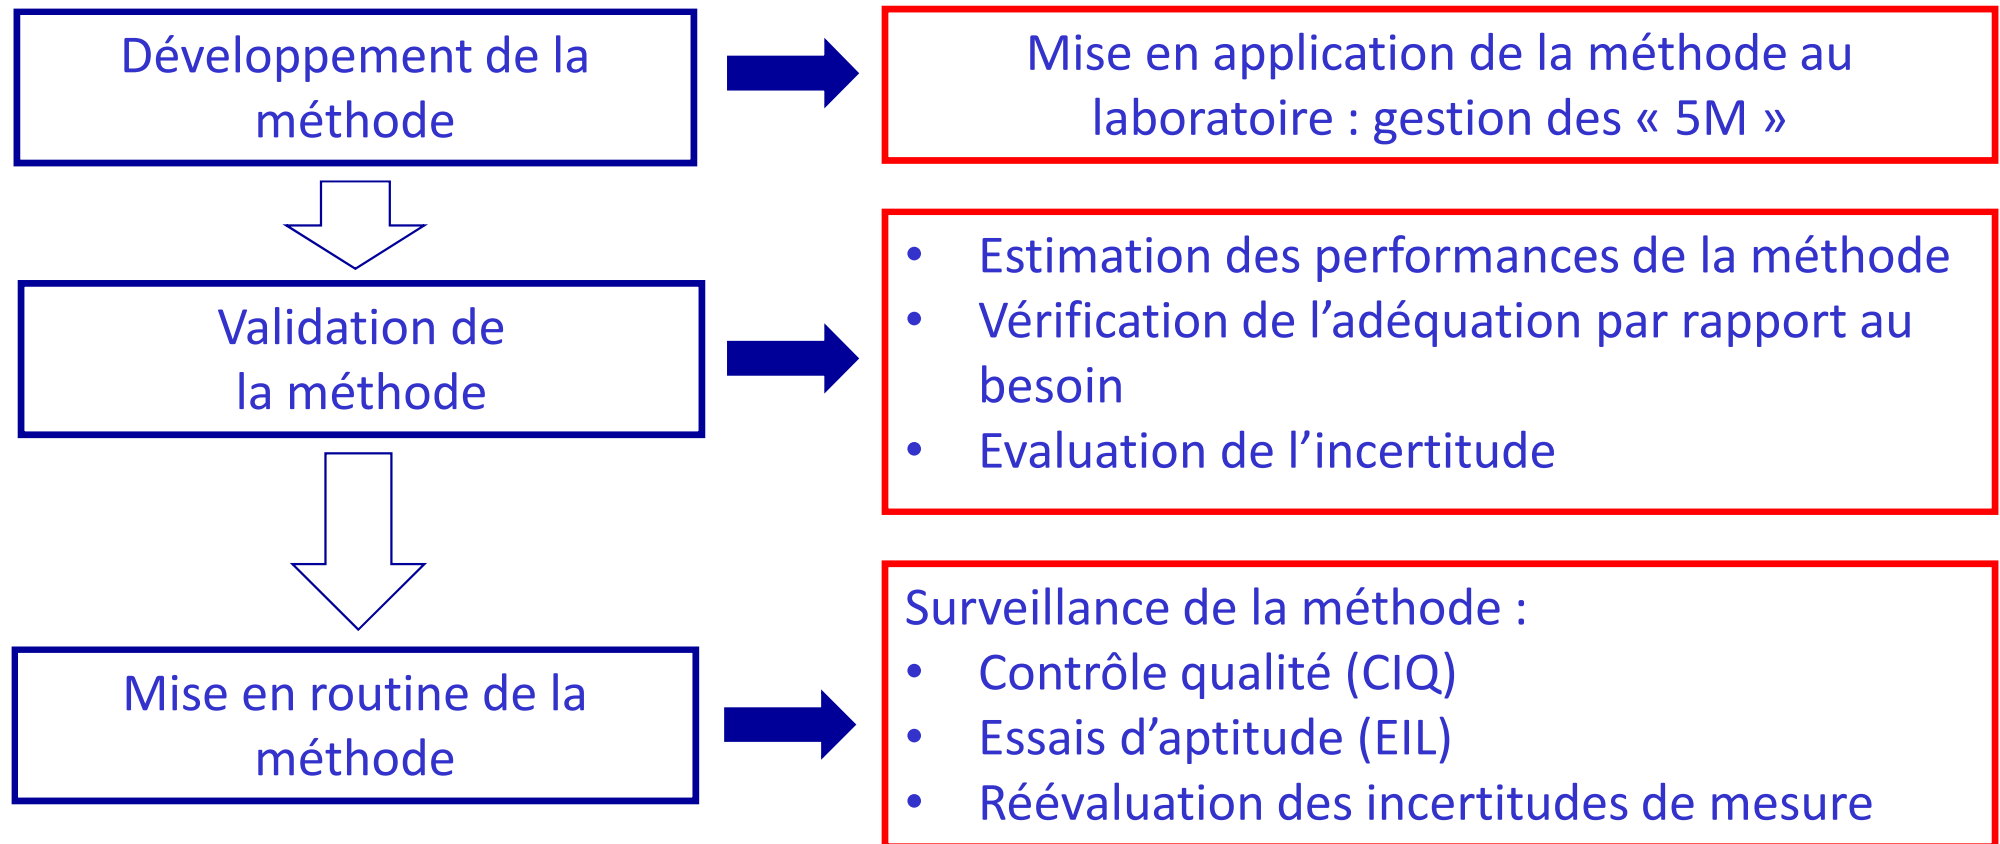 Développement de la
méthode
Mise en application de la méthode au
laboratoire : gestion des « 5M »
Validation de
la méthode
• Estimation des performances de la méthode
• Vérification de l’adéquation par rapport au
besoin
• Evaluation de l’incertitude
Mise en routine de la
méthode
Surveillance de la méthode :
• Contrôle qualité (CIQ)
• Essais d’aptitude (EIL)
• Réévaluation des incertitudes de mesure